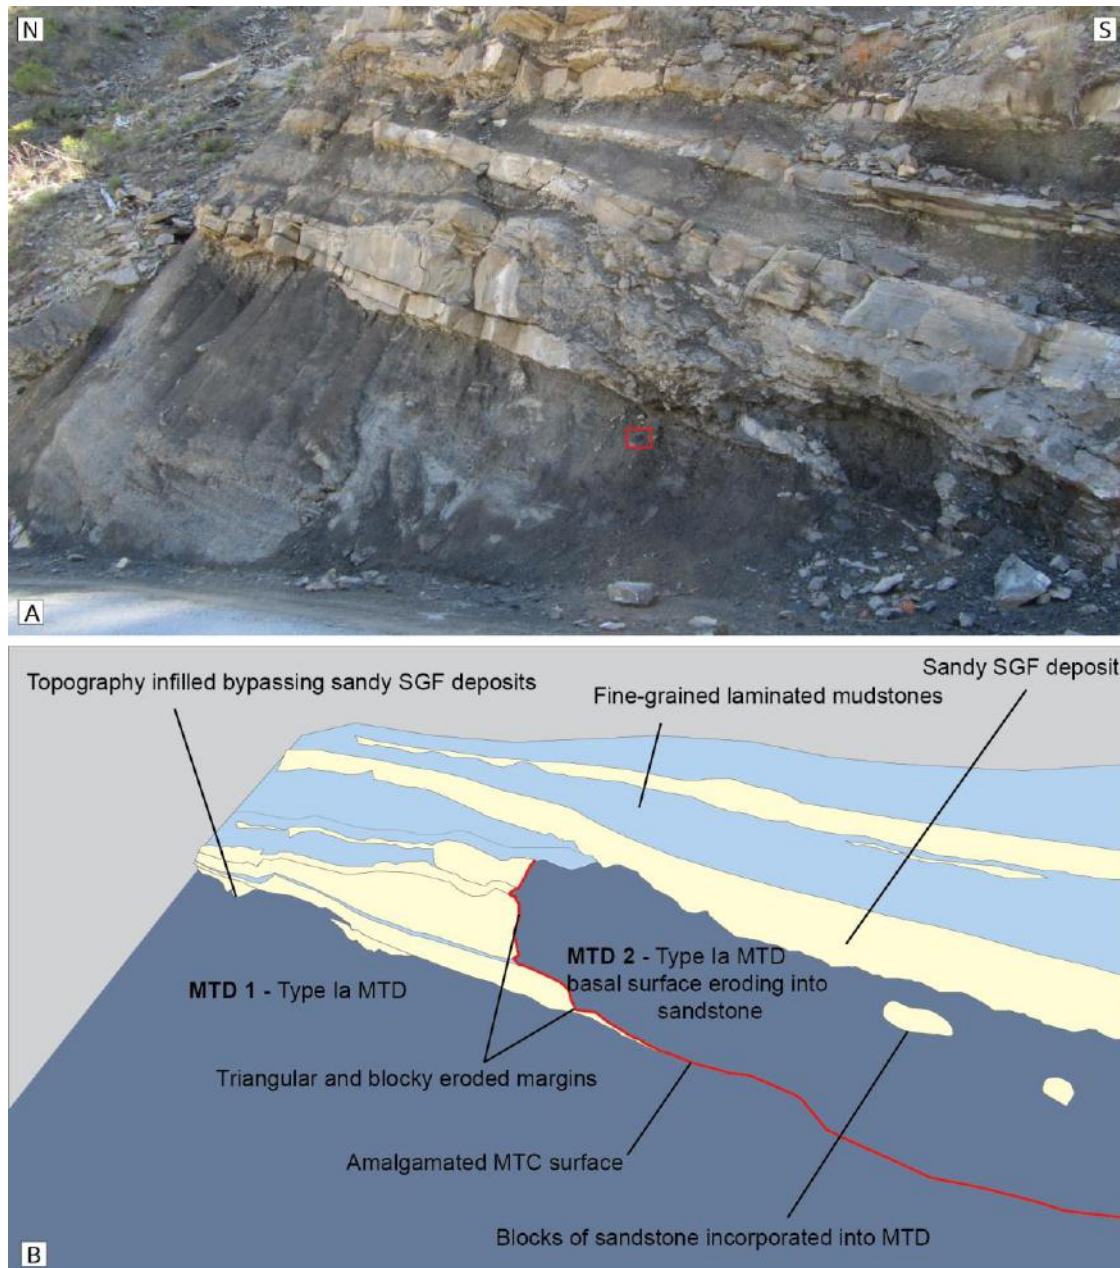 N
S
A
Topography infilled bypassing sandy SGF deposits
Sandy SGF deposit
Fine-grained laminated mudstones
MTD 1 - Type Ia MTD
MTD 2 - Type Ia MTD
basal surface eroding into
sandstone
Triangular and blocky eroded margins
Amalgamated MTC surface
Blocks of sandstone incorporated into MTD
B